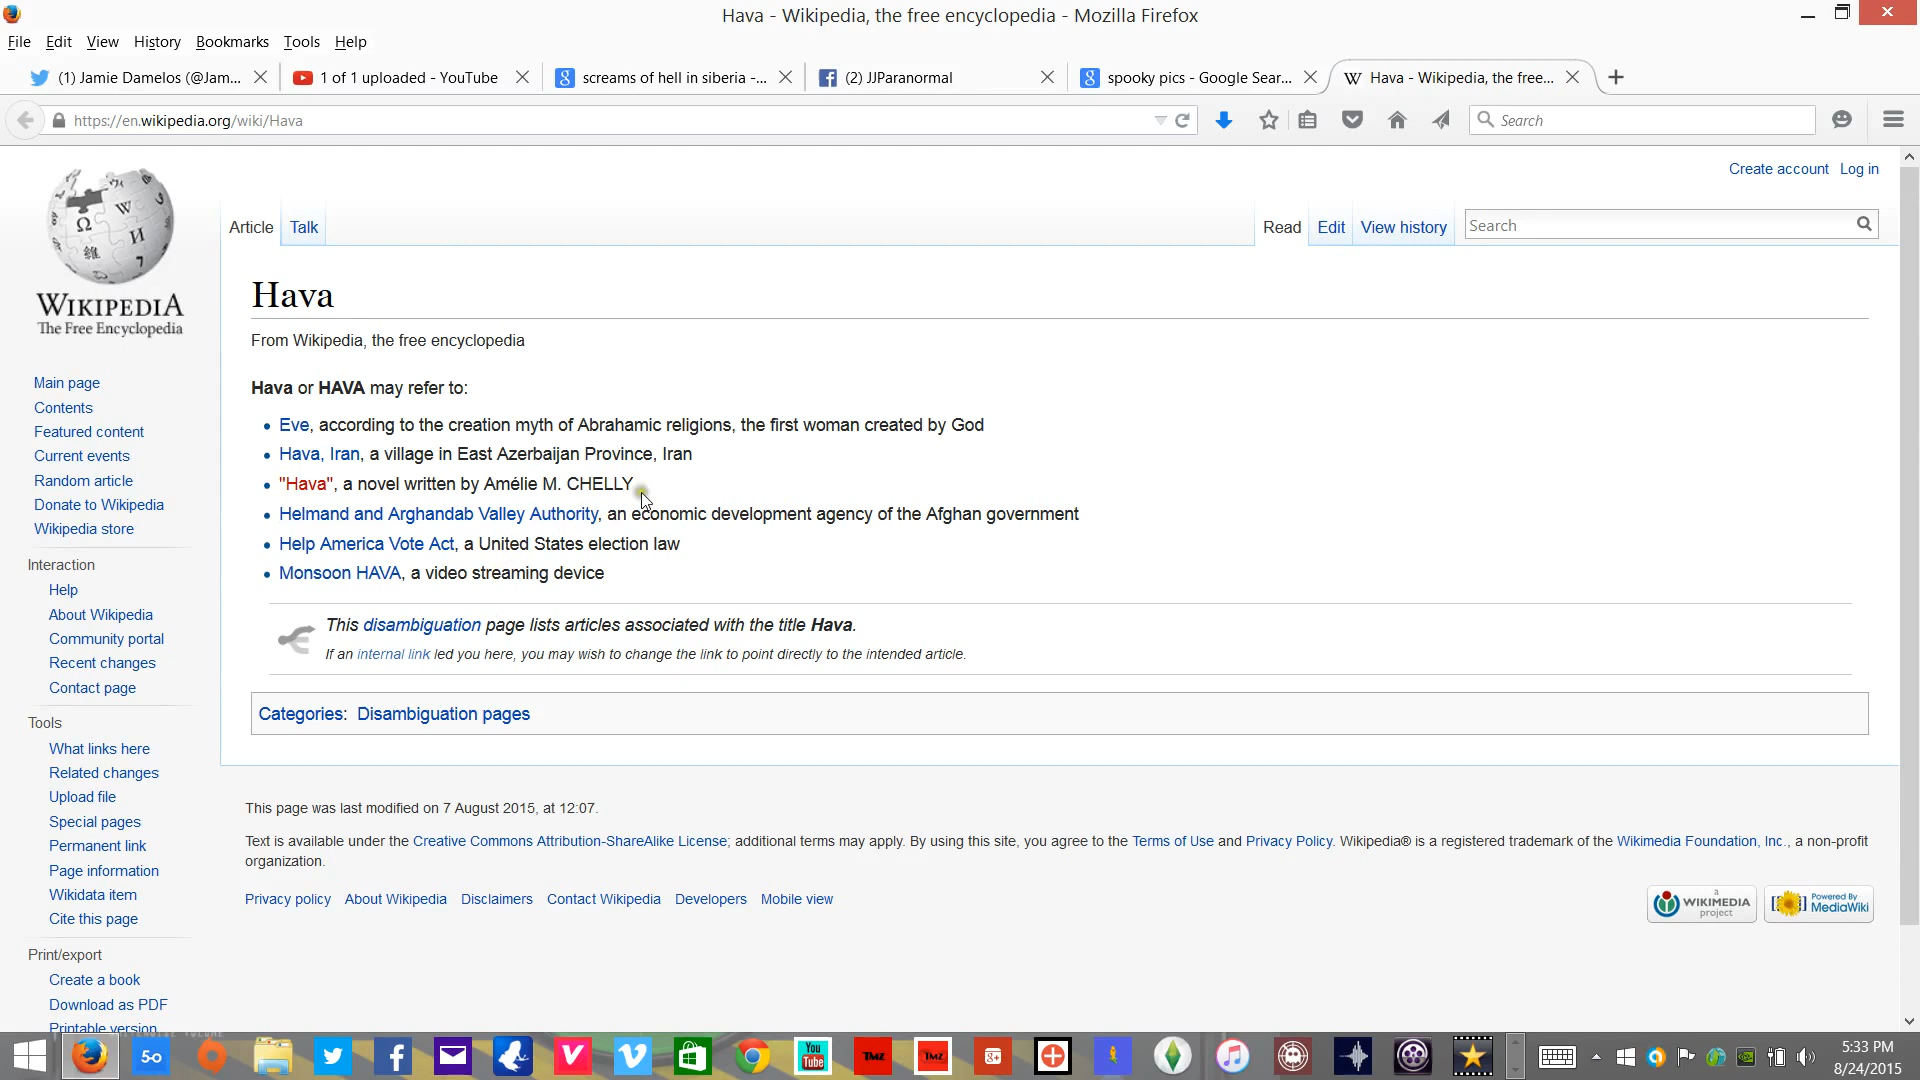 Hava - Wikipedia, the free encyclopedia - Mozilla Firefox
File Edit View History Bookmarks Tools Help
(1) Jamie Damelos (@Jam... 1 of 1 uploaded - YouTube screams of hell in siberia -... (2) JJParanormal spooky pics - Google Sear... Hava - Wikipedia, the free...
https://en.wikipedia.org/wiki/Hava Search
Create account Log in
Article Talk Read Edit View history Search
WIKIPEDIA
The Free Encyclopedia
Main page
Contents
Featured content
Current events
Random article
Donate to Wikipedia
Wikipedia store
Interaction
Help
About Wikipedia
Community portal
Recent changes
Contact page
Tools
What links here
Related changes
Upload file
Special pages
Permanent link
Page information
Wikidata item
Cite this page
Print/export
Create a book
Download as PDF
Printable version
Hava
From Wikipedia, the free encyclopedia
Hava or HAVA may refer to:
Eve, according to the creation myth of Abrahamic religions, the first woman created by God
Hava, Iran, a village in East Azerbaijan Province, Iran
"Hava", a novel written by Amélie M. CHELLY
Helmand and Arghandab Valley Authority, an economic development agency of the Afghan government
Help America Vote Act, a United States election law
Monsoon HAVA, a video streaming device
This disambiguation page lists articles associated with the title Hava.
If an internal link led you here, you may wish to change the link to point directly to the intended article.
Categories: Disambiguation pages
This page was last modified on 7 August 2015, at 12:07.
Text is available under the Creative Commons Attribution-ShareAlike License; additional terms may apply. By using this site, you agree to the Terms of Use and Privacy Policy. Wikipedia® is a registered trademark of the Wikimedia Foundation, Inc., a non-profit
organization.
Privacy policy About Wikipedia Disclaimers Contact Wikipedia Developers Mobile view
a WIKIMEDIA project
Powered By MediaWiki
5-0 You Tube TMZ TMZ
5:33 PM
8/24/2015